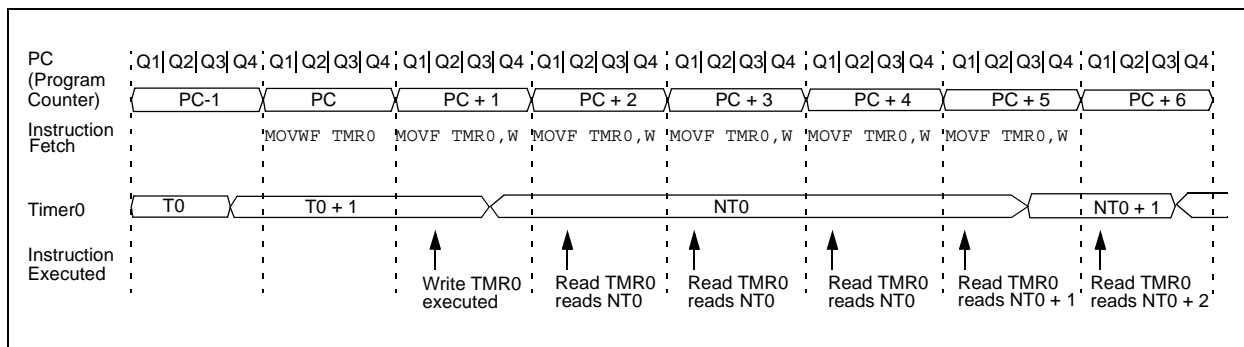 PC
(Program
Counter)
Q1 Q2 Q3 Q4 Q1 Q2 Q3 Q4 Q1 Q2 Q3 Q4 Q1 Q2 Q3 Q4 Q1 Q2 Q3 Q4 Q1 Q2 Q3 Q4 Q1 Q2 Q3 Q4 Q1 Q2 Q3 Q4
PC-1 PC PC + 1 PC + 2 PC + 3 PC + 4 PC + 5 PC + 6
Instruction
Fetch
MOVWF TMR0 MOVF TMR0,W MOVF TMR0,W MOVF TMR0,W MOVF TMR0,W MOVF TMR0,W
Timer0
T0 T0 + 1 NT0 NT0 + 1
Instruction
Executed
Write TMR0
executed
Read TMR0
reads NT0
Read TMR0
reads NT0
Read TMR0
reads NT0
Read TMR0
reads NT0 + 1
Read TMR0
reads NT0 + 2